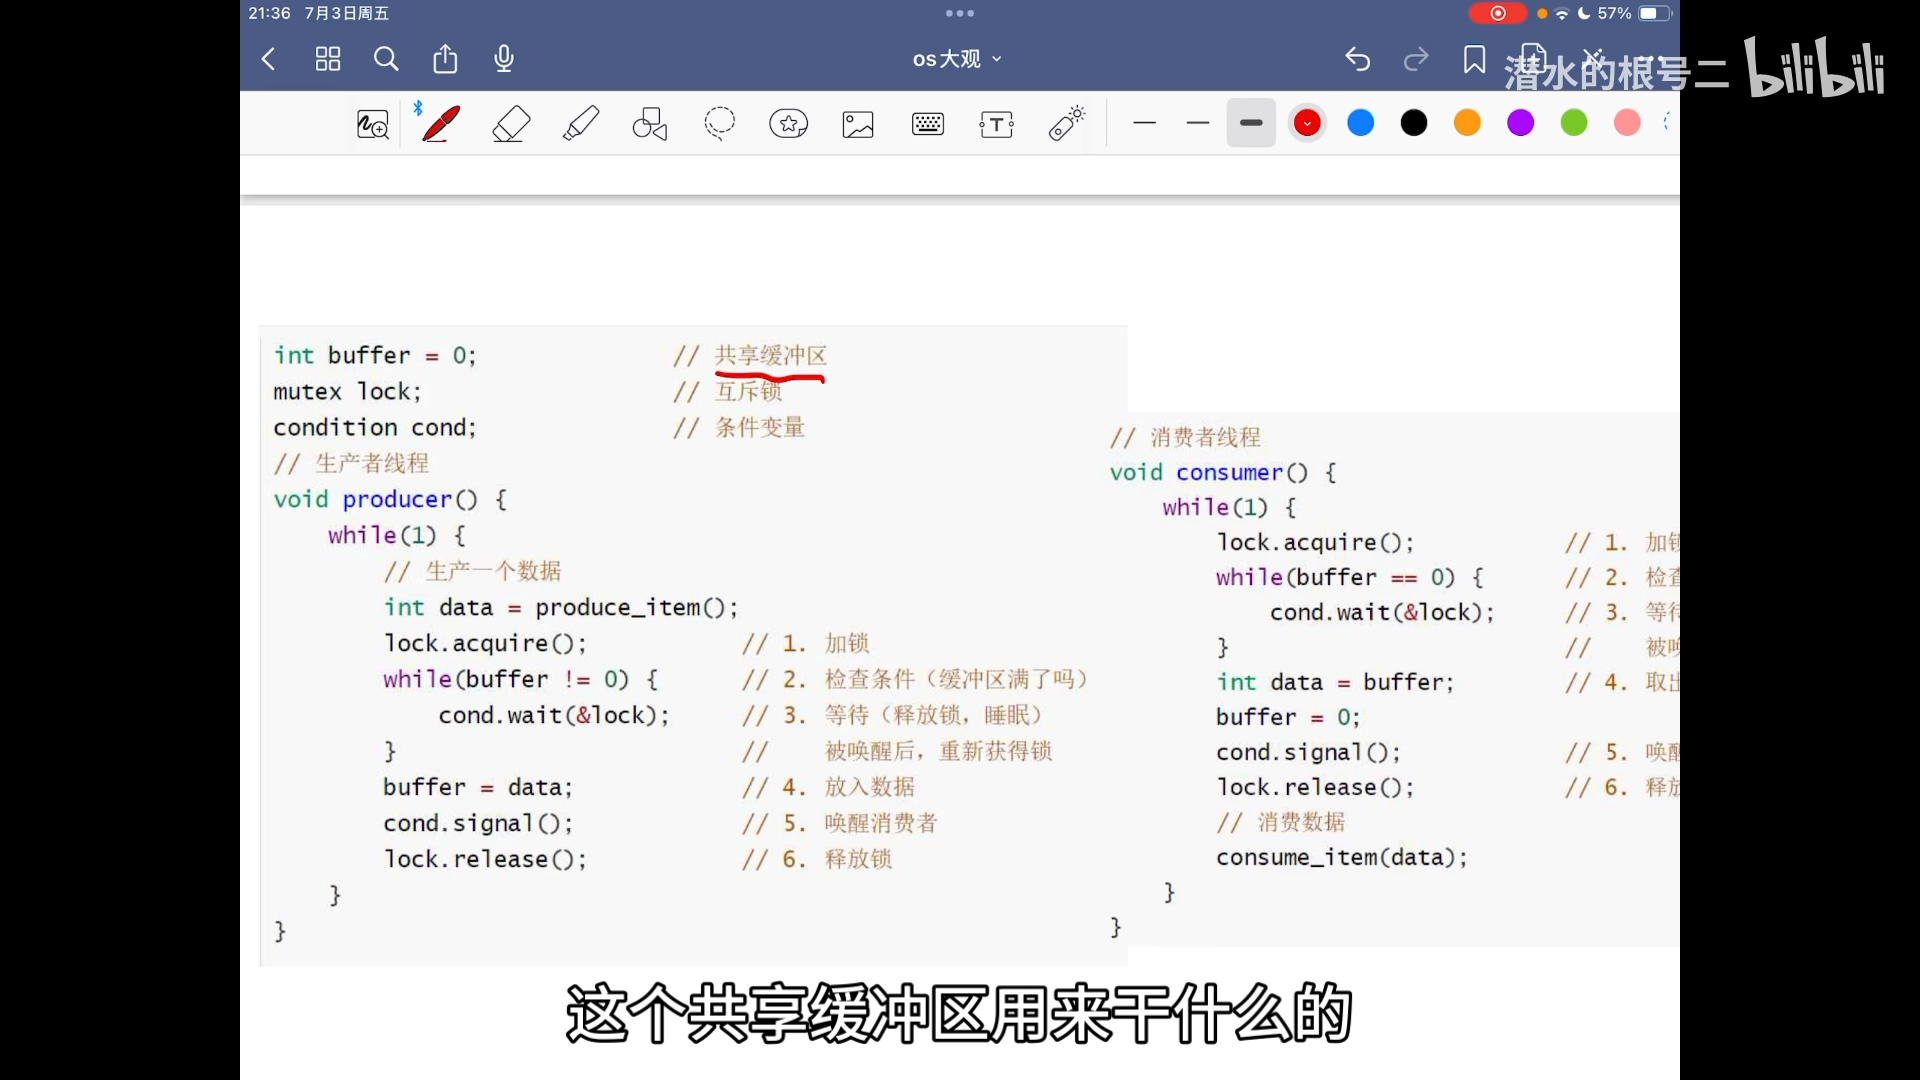 21:36 7月3日周五
57%
os大观
潜水的根号二 bilibili
int buffer = 0; // 共享缓冲区
mutex lock; // 互斥锁
condition cond; // 条件变量
// 生产者线程
void producer() {
while(1) {
// 生产一个数据
int data = produce_item();
lock.acquire(); // 1. 加锁
while(buffer != 0) { // 2. 检查条件（缓冲区满了吗）
cond.wait(&lock); // 3. 等待（释放锁，睡眠）
} // 被唤醒后，重新获得锁
buffer = data; // 4. 放入数据
cond.signal(); // 5. 唤醒消费者
lock.release(); // 6. 释放锁
}
}
// 消费者线程
void consumer() {
while(1) {
lock.acquire(); // 1. 加
while(buffer == 0) { // 2. 检
cond.wait(&lock); // 3. 等
} // 被
int data = buffer; // 4. 取
buffer = 0;
cond.signal(); // 5. 唤
lock.release(); // 6. 释
// 消费数据
consume_item(data);
}
}
这个共享缓冲区用来干什么的